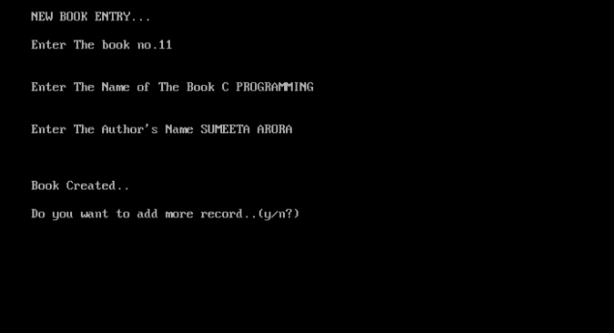 NEW BOOK ENTRY...
Enter The book no.11
Enter The Name of The Book C PROGRAMMING
Enter The Author's Name SUMEETA ARORA
Book Created..
Do you want to add more record..(y/n?)